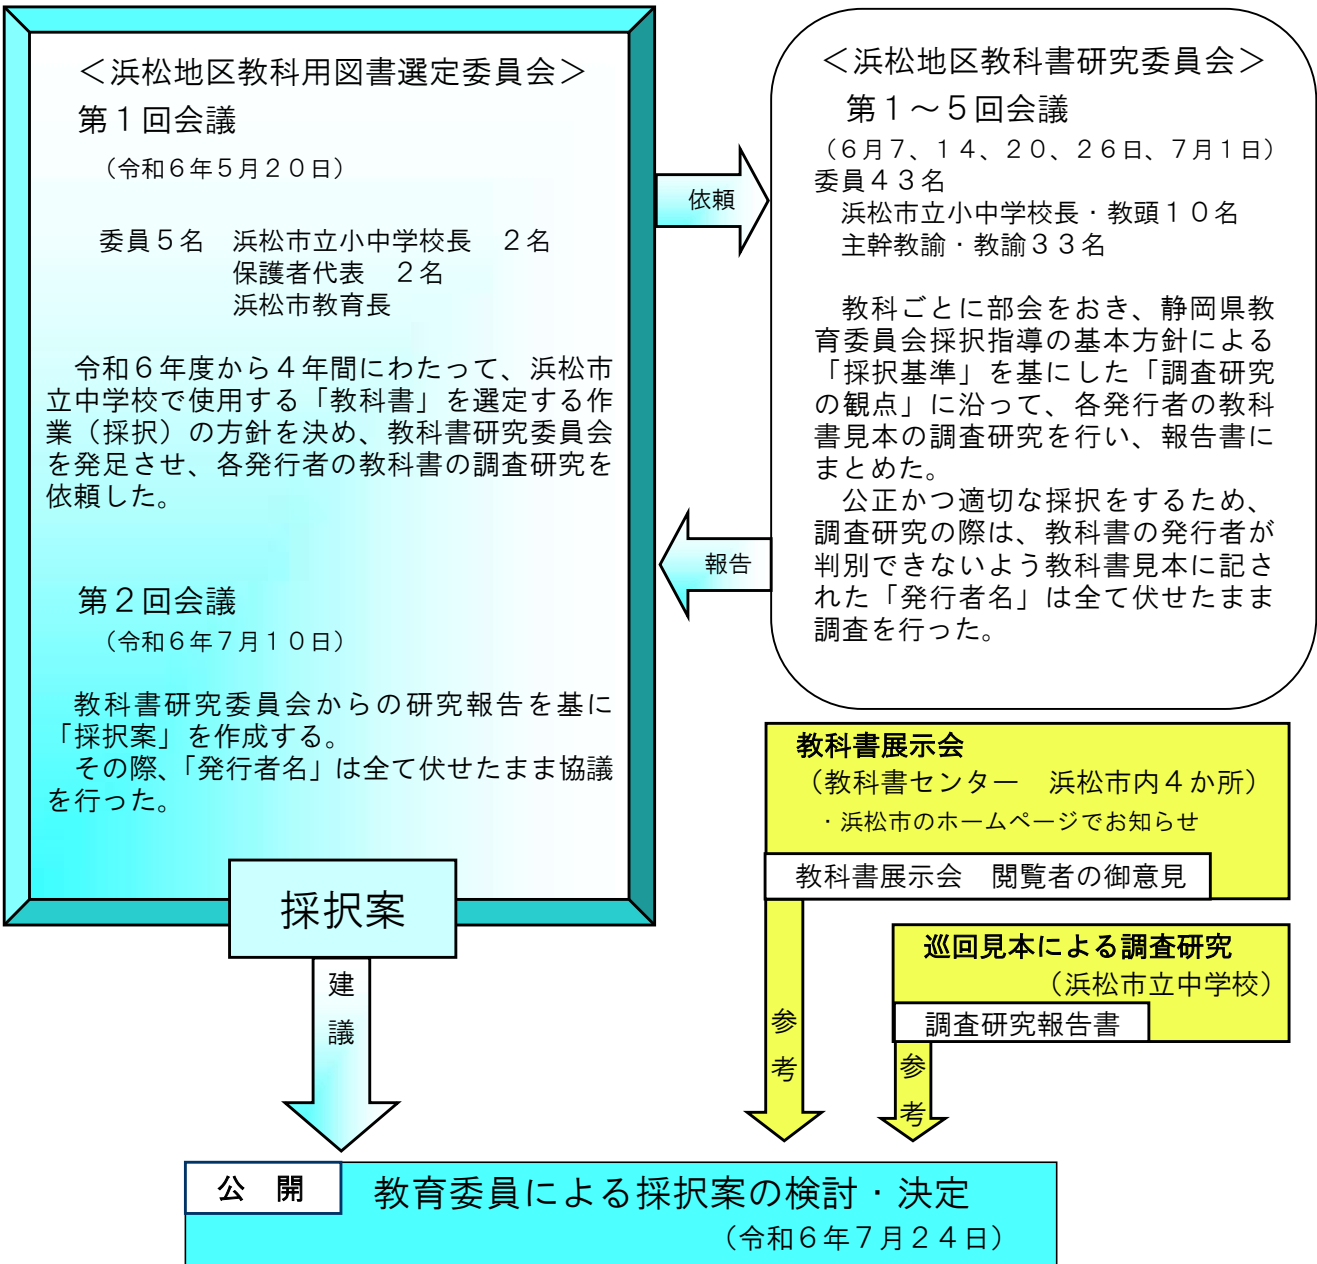 ＜浜松地区教科用図書選定委員会＞
第１回会議
（令和６年５月２０日）
委員５名　浜松市立小中学校長　２名
保護者代表　２名
浜松市教育長
令和６年度から４年間にわたって、浜松市
立中学校で使用する「教科書」を選定する作
業（採択）の方針を決め、教科書研究委員会
を発足させ、各発行者の教科書の調査研究を
依頼した。
第２回会議
（令和６年７月１０日）
教科書研究委員会からの研究報告を基に
「採択案」を作成する。
その際、「発行者名」は全て伏せたまま協議
を行った。
採択案
依頼
報告
＜浜松地区教科書研究委員会＞
第１～５回会議
（６月７、１４、２０、２６日、７月１日）
委員４３名
浜松市立小中学校長・教頭１０名
主幹教諭・教諭３３名
教科ごとに部会をおき、静岡県教
育委員会採択指導の基本方針による
「採択基準」を基にした「調査研究
の観点」に沿って、各発行者の教科
書見本の調査研究を行い、報告書に
まとめた。
公正かつ適切な採択をするため、
調査研究の際は、教科書の発行者が
判別できないよう教科書見本に記さ
れた「発行者名」は全て伏せたまま
調査を行った。
教科書展示会
（教科書センター　浜松市内４か所）
・浜松市のホームページでお知らせ
教科書展示会　閲覧者の御意見
巡回見本による調査研究
（浜松市立中学校）
調査研究報告書
建議
参考
参考
公　開
教育委員による採択案の検討・決定
（令和６年７月２４日）